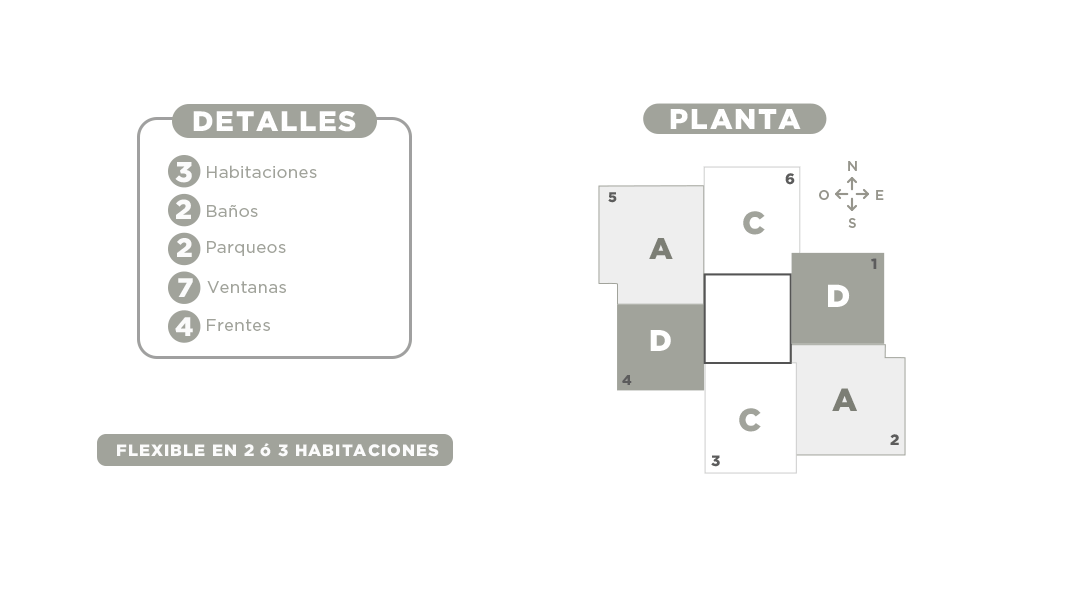 DETALLES
3 Habitaciones
2 Baños
2 Parqueos
7 Ventanas
4 Frentes
FLEXIBLE EN 2 ó 3 HABITACIONES
PLANTA
N
O E
S
6
C
5
A
1
D
D
4
A
2
C
3